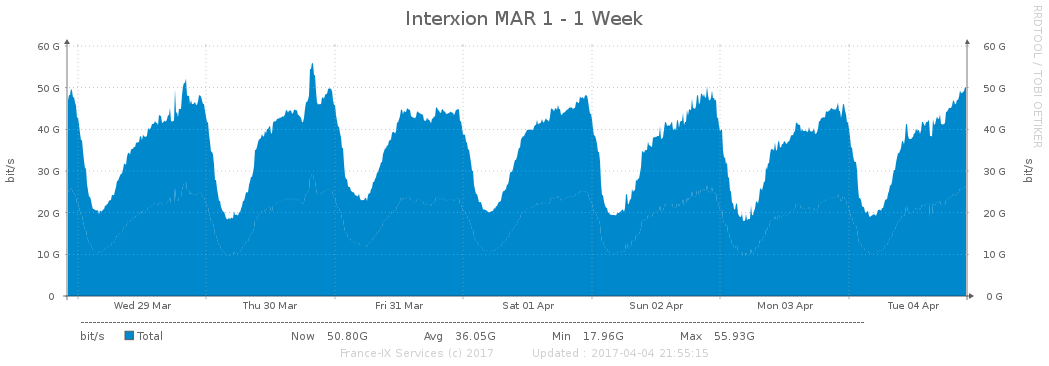 Interxion MAR 1 - 1 Week
RRDTOOL / TOBI OETIKER
60 G 60 G
50 G 50 G
40 G 40 G
30 G 30 G
20 G 20 G
10 G 10 G
0 0 G
bit/s bit/s
Wed 29 Mar Thu 30 Mar Fri 31 Mar Sat 01 Apr Sun 02 Apr Mon 03 Apr Tue 04 Apr
bit/s Total Now 50.80G Avg 36.05G Min 17.96G Max 55.93G
France-IX Services (c) 2017 Updated : 2017-04-04 21:55:15